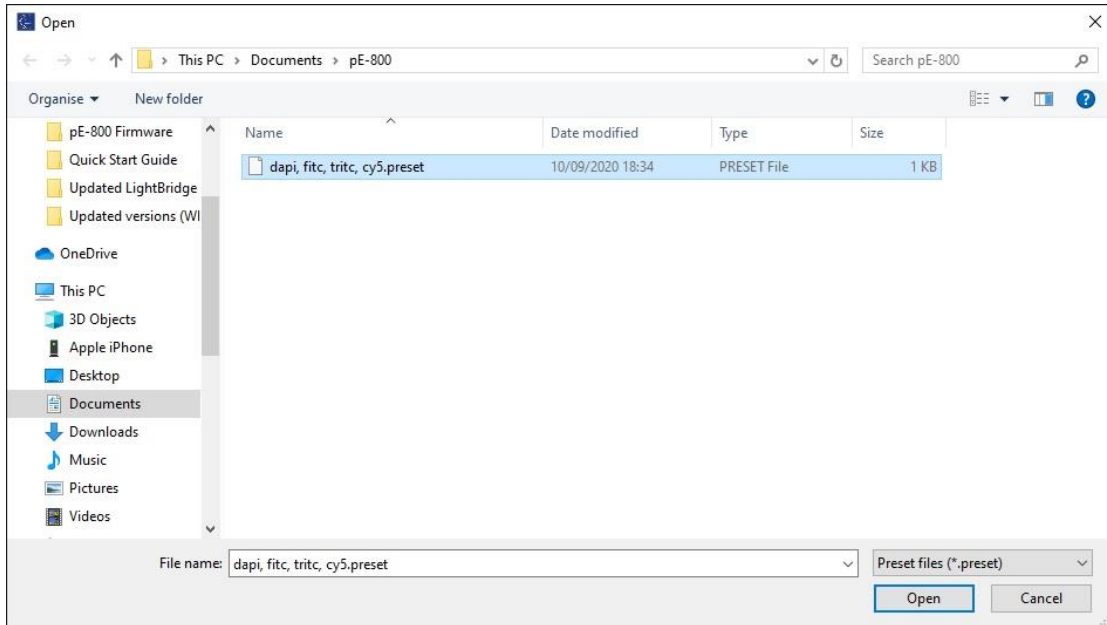 Open
This PC > Documents > pE-800
Search pE-800
Organise
New folder
pE-800 Firmware
Quick Start Guide
Updated LightBridge
Updated versions (WI
OneDrive
This PC
3D Objects
Apple iPhone
Desktop
Documents
Downloads
Music
Pictures
Videos
Name Date modified Type Size
dapi, fitc, tritc, cy5.preset 10/09/2020 18:34 PRESET File 1 KB
File name: dapi, fitc, tritc, cy5.preset
Preset files (*.preset)
Open
Cancel